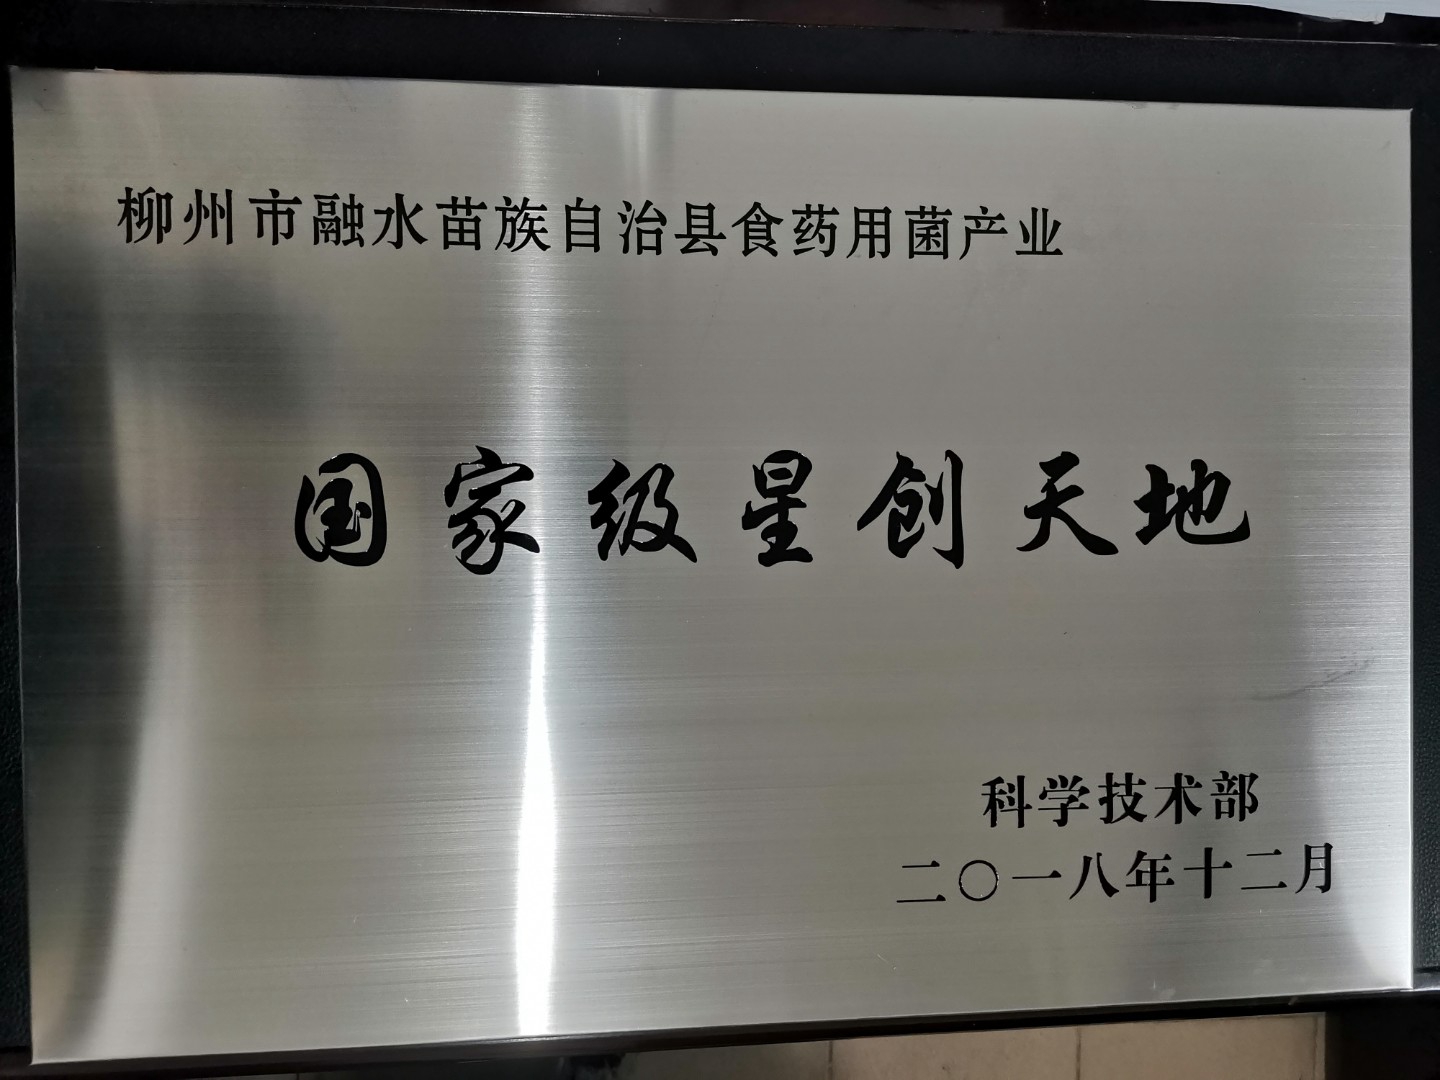 柳州市融水苗族自治县食药用菌产业
国家级星创天地
科学技术部
二〇一八年十二月